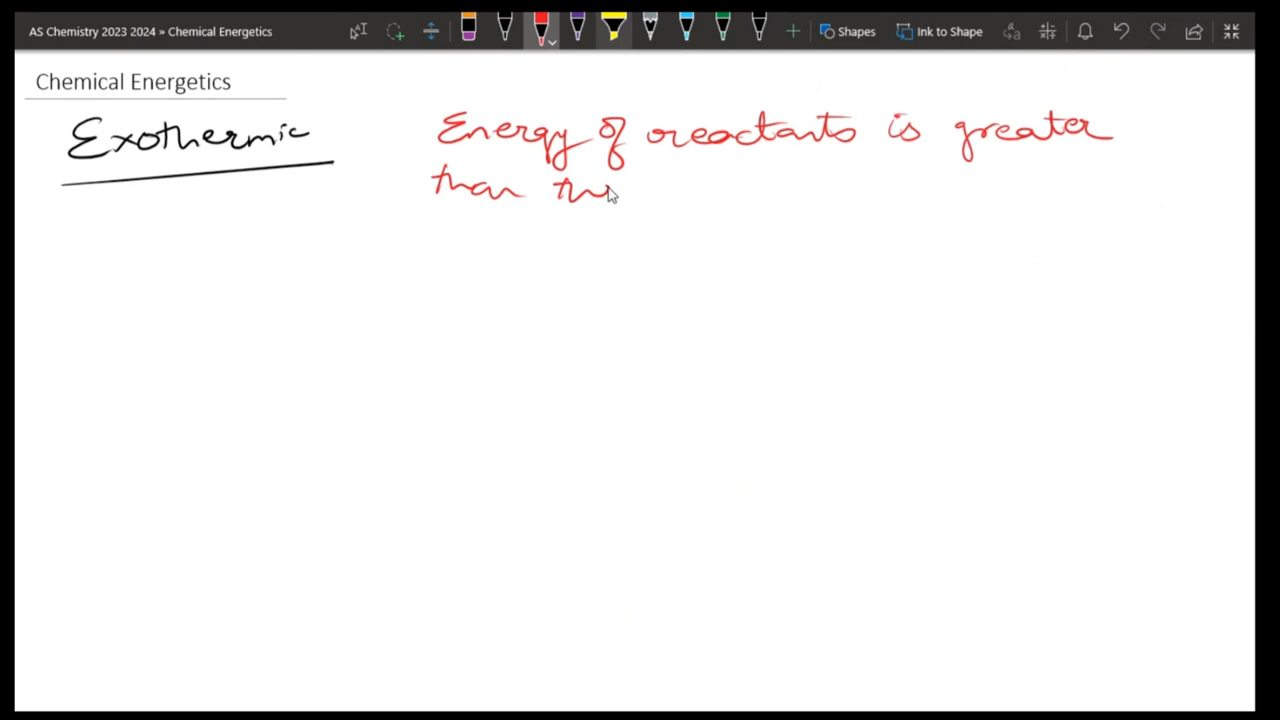 AS Chemistry 2023 2024 » Chemical Energetics
Shapes
Ink to Shape
Chemical Energetics
Exothermic
Energy of reactants is greater
than the